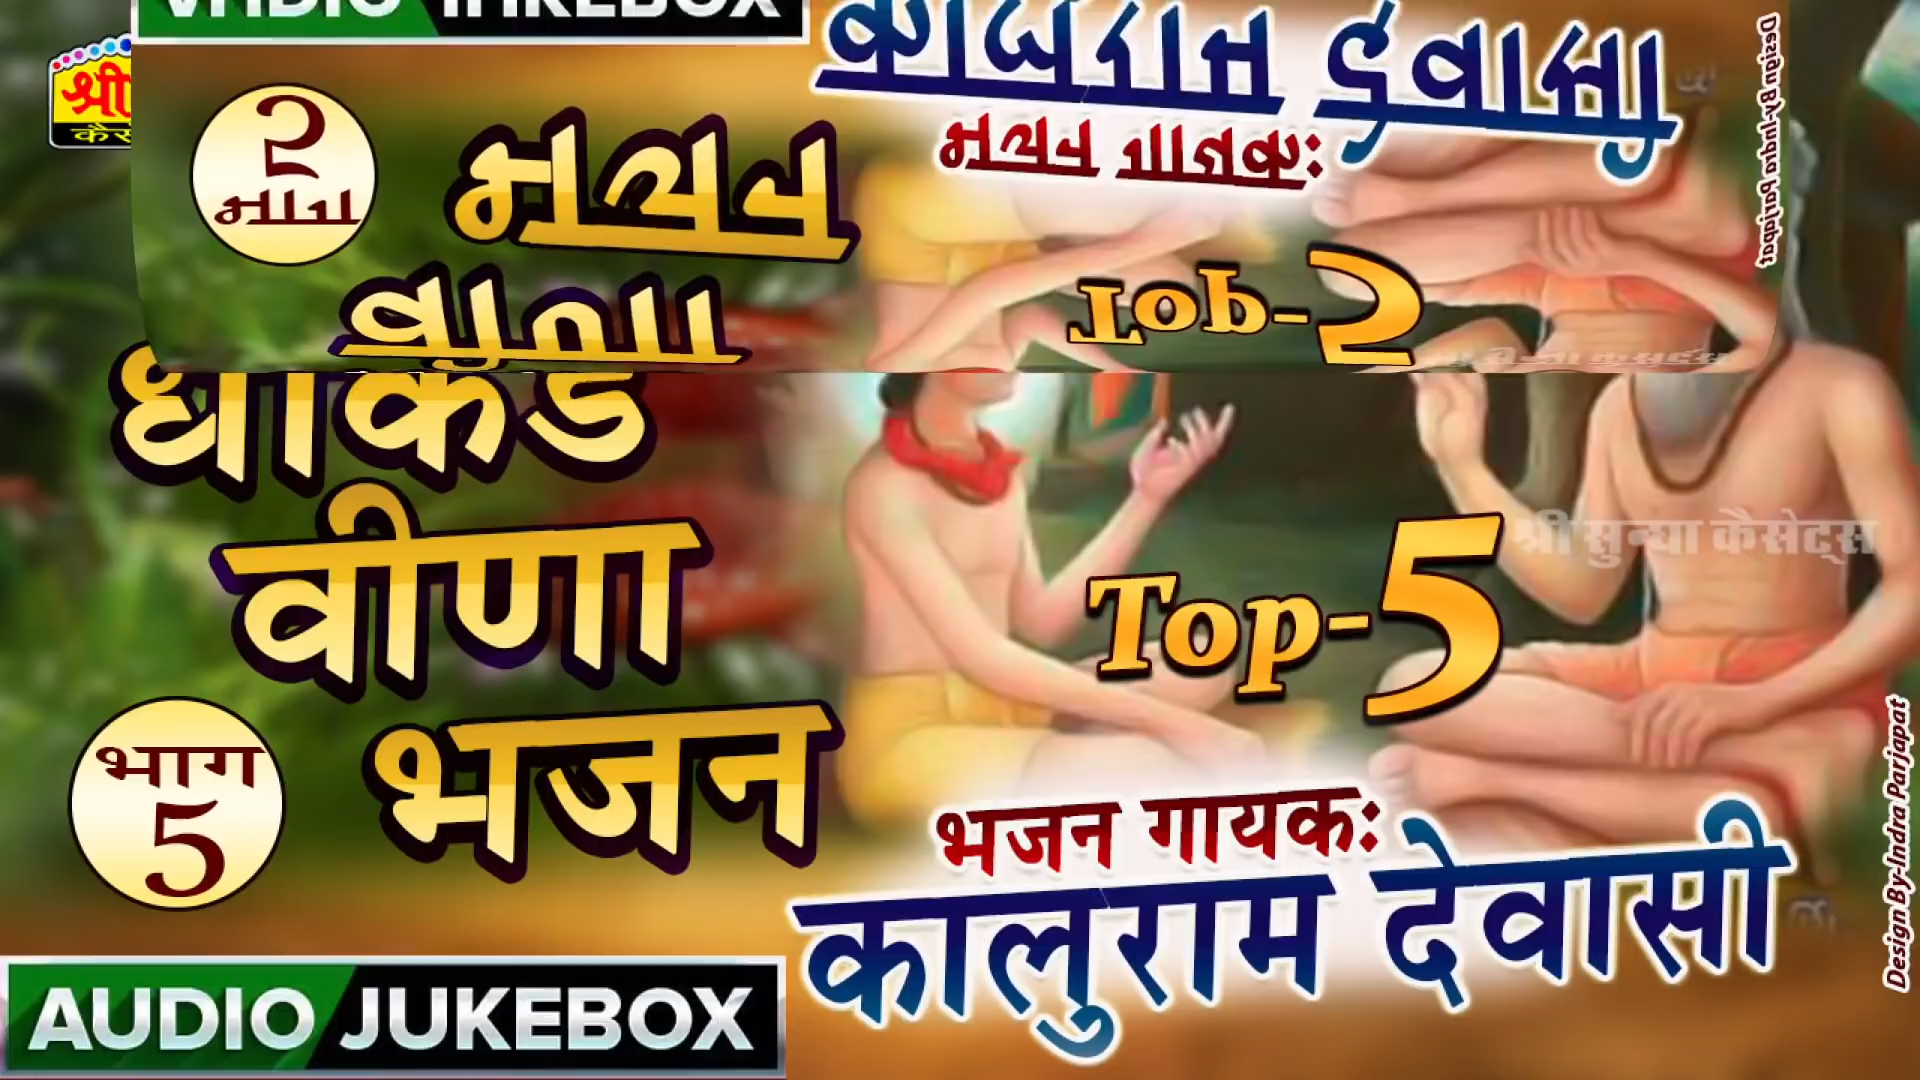 श्री
धाकड
वीणा
भजन
भाग
5
Top-5
श्री सुन्धा कैसेट्स
भजन गायक:
कालुराम देवासी
AUDIO JUKEBOX
Design By-Indra Parjapat